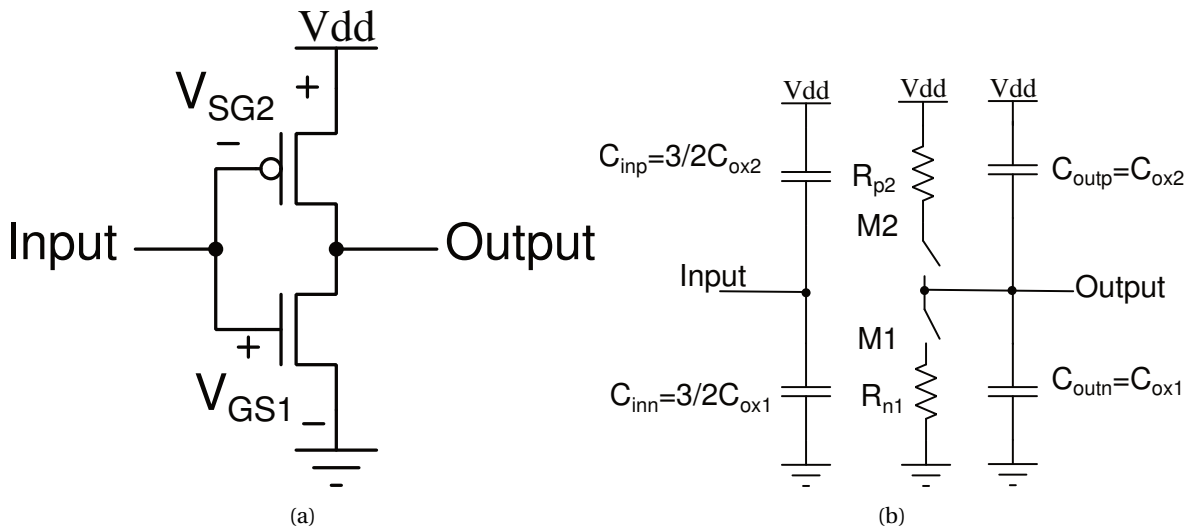 Vdd
+
V_SG2
−
Input
Output
+
V_GS1
−
(a)
Vdd
Vdd
Vdd
C_inp=3/2C_ox2
R_p2
C_outp=C_ox2
M2
Input
Output
M1
C_inn=3/2C_ox1
R_n1
C_outn=C_ox1
(b)